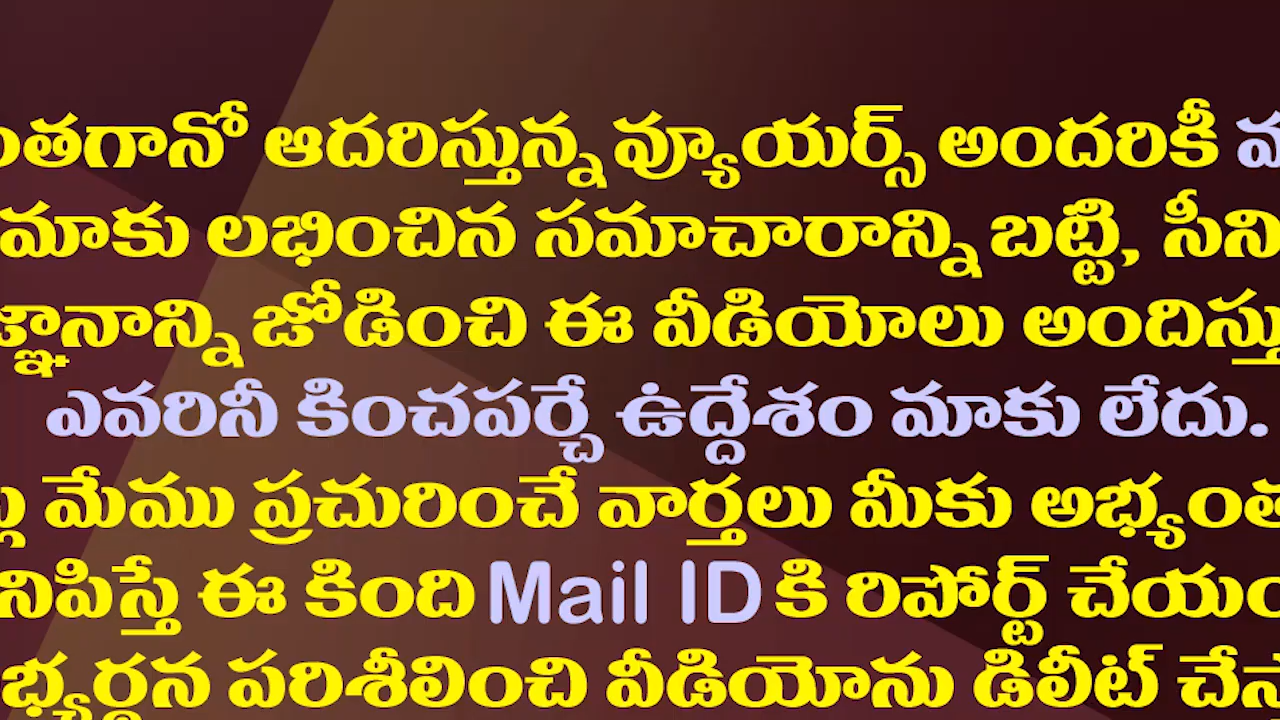 ంతగానో ఆదరిస్తున్న వ్యూయర్స్ అందరికీ
మాకు లభించిన సమాచారాన్ని బట్టి, సీని
జ్ఞానాన్ని జోడించి ఈ వీడియోలు అందిస్తు
ఎవరినీ కించపర్చే ఉద్దేశం మాకు లేదు.
మేము ప్రచురించే వార్తలు మీకు అభ్యంత
నిపిస్తే ఈ కింది Mail ID కి రిపోర్ట్ చేయం
భ్యర్థన పరిశీలించి వీడియోను డిలీట్ చేస